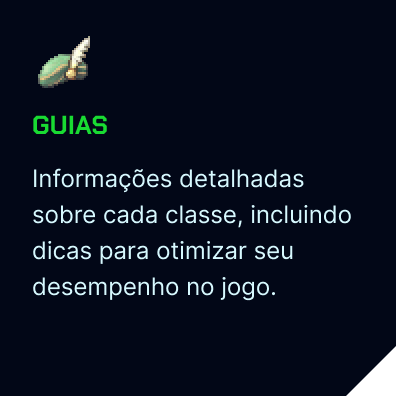 GUIAS
Informações detalhadas
sobre cada classe, incluindo
dicas para otimizar seu
desempenho no jogo.